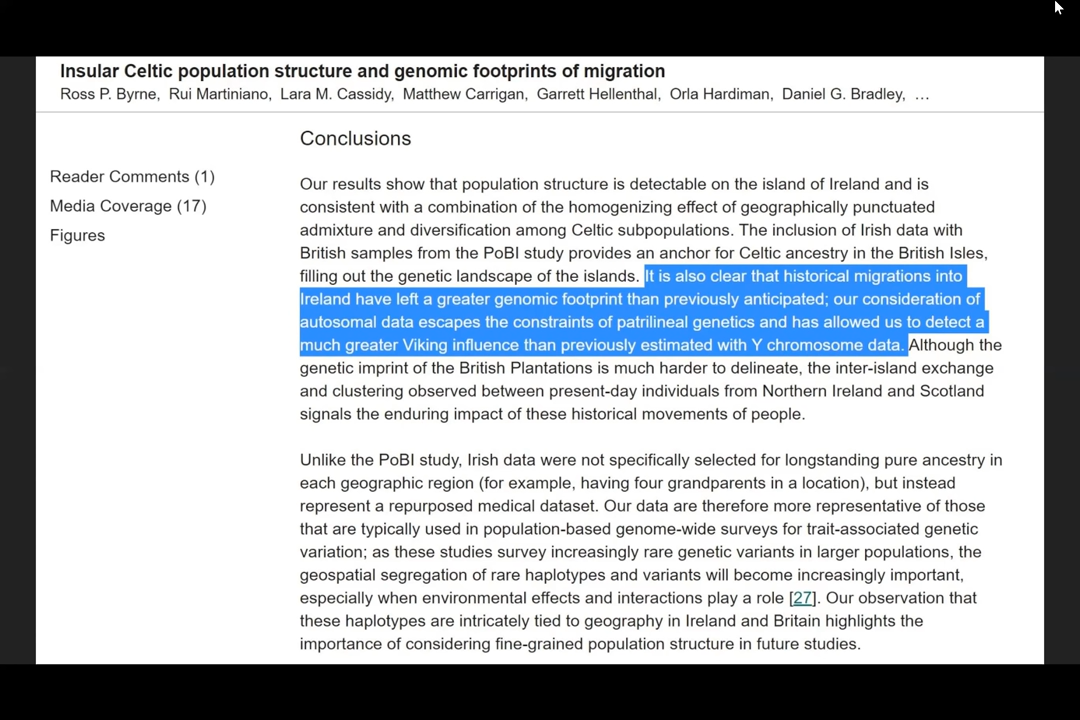 Insular Celtic population structure and genomic footprints of migration
Ross P. Byrne, Rui Martiniano, Lara M. Cassidy, Matthew Carrigan, Garrett Hellenthal, Orla Hardiman, Daniel G. Bradley, …
Reader Comments (1)
Media Coverage (17)
Figures
Conclusions
Our results show that population structure is detectable on the island of Ireland and is
consistent with a combination of the homogenizing effect of geographically punctuated
admixture and diversification among Celtic subpopulations. The inclusion of Irish data with
British samples from the PoBI study provides an anchor for Celtic ancestry in the British Isles,
filling out the genetic landscape of the islands. It is also clear that historical migrations into
Ireland have left a greater genomic footprint than previously anticipated; our consideration of
autosomal data escapes the constraints of patrilineal genetics and has allowed us to detect a
much greater Viking influence than previously estimated with Y chromosome data. Although the
genetic imprint of the British Plantations is much harder to delineate, the inter-island exchange
and clustering observed between present-day individuals from Northern Ireland and Scotland
signals the enduring impact of these historical movements of people.
Unlike the PoBI study, Irish data were not specifically selected for longstanding pure ancestry in
each geographic region (for example, having four grandparents in a location), but instead
represent a repurposed medical dataset. Our data are therefore more representative of those
that are typically used in population-based genome-wide surveys for trait-associated genetic
variation; as these studies survey increasingly rare genetic variants in larger populations, the
geospatial segregation of rare haplotypes and variants will become increasingly important,
especially when environmental effects and interactions play a role [27]. Our observation that
these haplotypes are intricately tied to geography in Ireland and Britain highlights the
importance of considering fine-grained population structure in future studies.